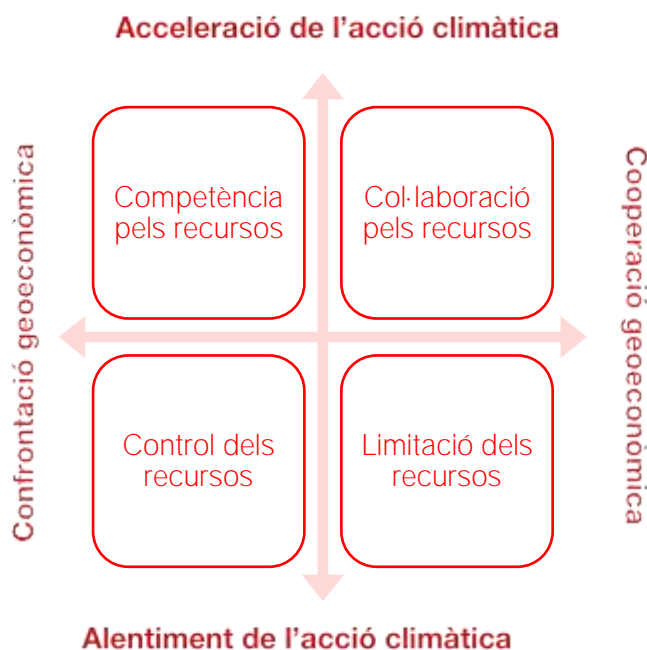 Acceleració de l'acció climàtica
Confrontació geoeconòmica
Competència
pels recursos
Col·laboració
pels recursos
Cooperació geoeconòmica
Control dels
recursos
Limitació dels
recursos
Alentiment de l'acció climàtica